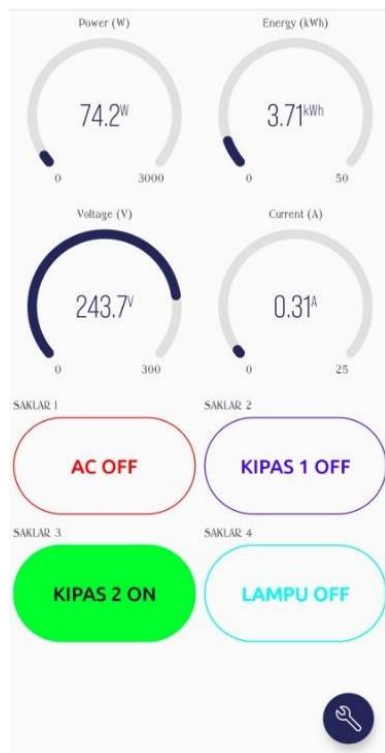 Power (W) Energy (kWh)
74.2W 3.71kWh
0 3000 0 50
Voltage (V) Current (A)
243.7V 0.31A
0 300 0 25
SAKLAR 1 SAKLAR 2
AC OFF KIPAS 1 OFF
SAKLAR 3 SAKLAR 4
KIPAS 2 ON LAMPU OFF